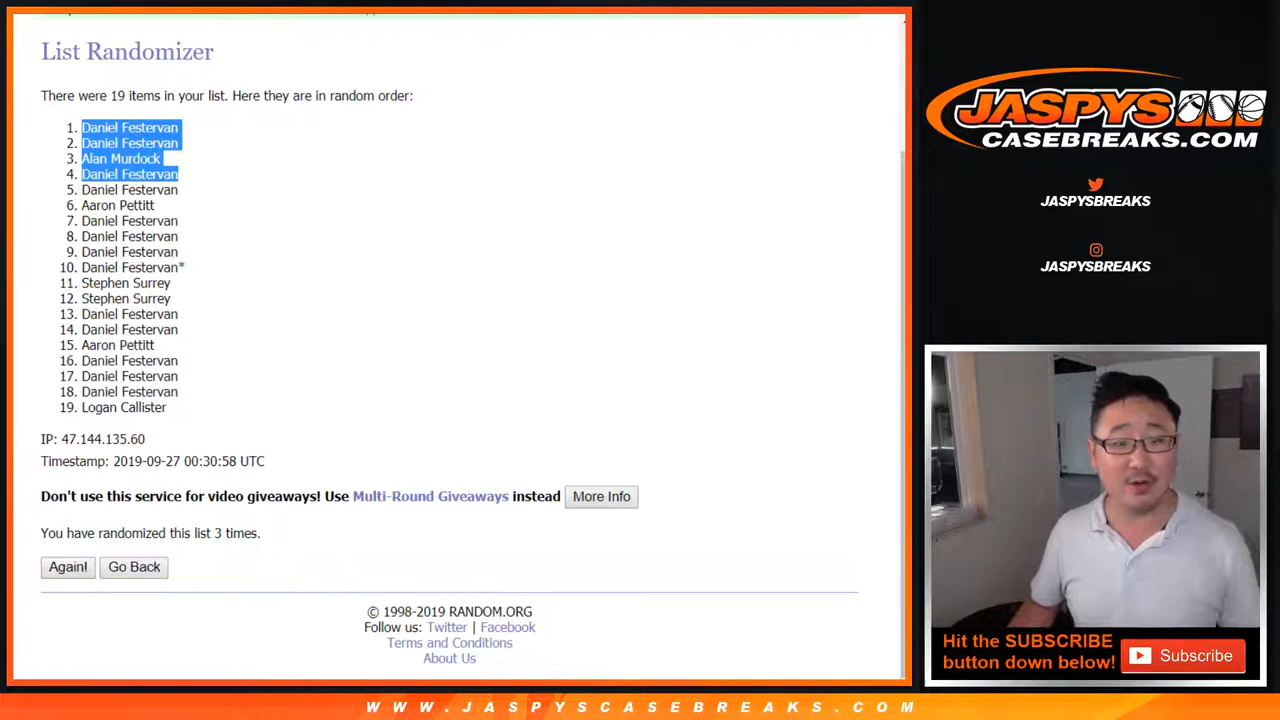 List Randomizer
There were 19 items in your list. Here they are in random order:
1. Daniel Festervan
2. Daniel Festervan
3. Alan Murdock
4. Daniel Festervan
5. Daniel Festervan
6. Aaron Pettitt
7. Daniel Festervan
8. Daniel Festervan
9. Daniel Festervan
10. Daniel Festervan*
11. Stephen Surrey
12. Stephen Surrey
13. Daniel Festervan
14. Daniel Festervan
15. Aaron Pettitt
16. Daniel Festervan
17. Daniel Festervan
18. Daniel Festervan
19. Logan Callister
IP: 47.144.135.60
Timestamp: 2019-09-27 00:30:58 UTC
Don't use this service for video giveaways! Use Multi-Round Giveaways instead More Info
You have randomized this list 3 times.
Again! Go Back
© 1998-2019 RANDOM.ORG
Follow us: Twitter | Facebook
Terms and Conditions
About Us
JASPYS
CASEBREAKS.COM
JASPYSBREAKS
JASPYSBREAKS
Hit the SUBSCRIBE
button down below!
Subscribe
WWW.JASPYSCASEBREAKS.COM